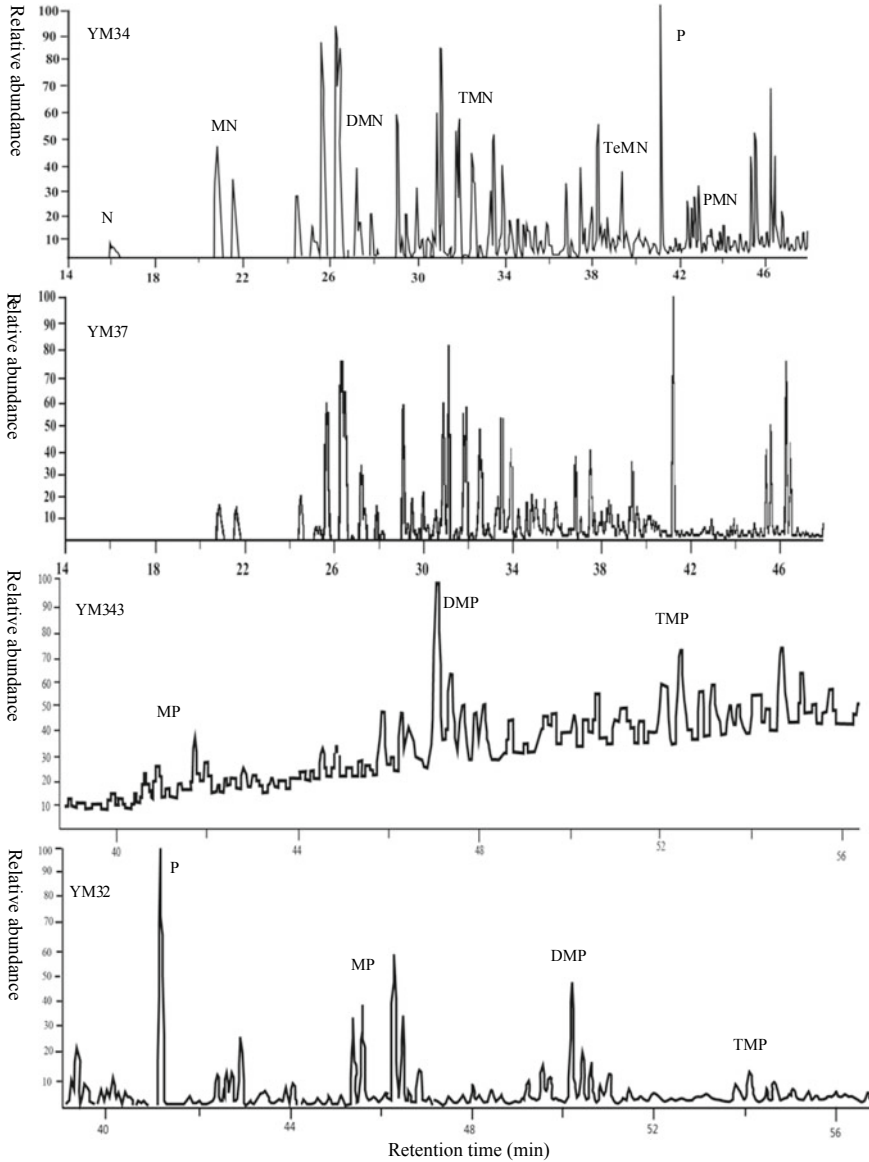 Relative abundance
100
90
80
70
60
50
40
30
20
10
YM34
N
MN
DMN
TMN
TeMN
P
PMN
14 18 22 26 30 34 38 42 46
Relative abundance
100
90
80
70
60
50
40
30
20
10
YM37
14 18 22 26 30 34 38 42 46
Relative abundance
100
90
80
70
60
50
40
30
20
10
YM343
MP
DMP
TMP
40 44 48 52 56
Relative abundance
100
90
80
70
60
50
40
30
20
10
YM32
P
MP
DMP
TMP
40 44 48 52 56
Retention time (min)